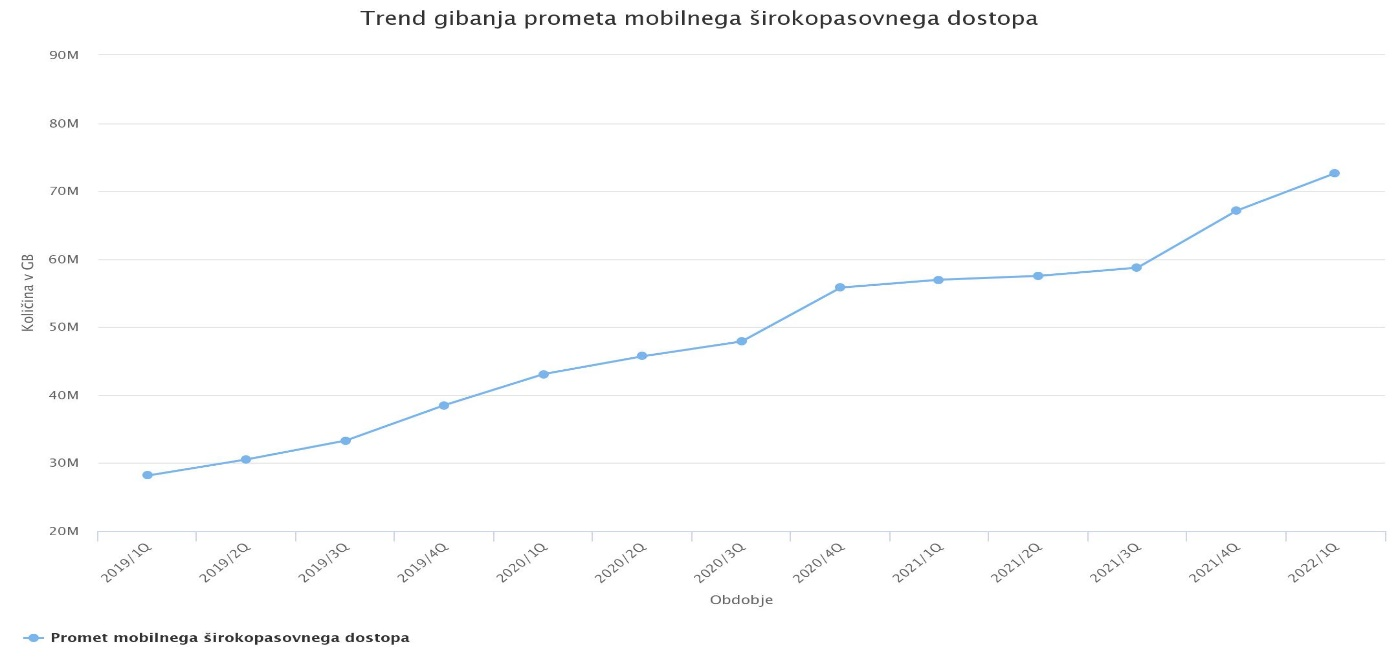 Trend gibanja prometa mobilnega širokopasovnega dostopa
90M
80M
70M
60M
50M
40M
30M
20M
Količina v GB
2019/1Q
2019/2Q
2019/3Q
2019/4Q
2020/1Q
2020/2Q
2020/3Q
2020/4Q
2021/1Q
2021/2Q
2021/3Q
2021/4Q
2022/1Q
Obdobje
Promet mobilnega širokopasovnega dostopa